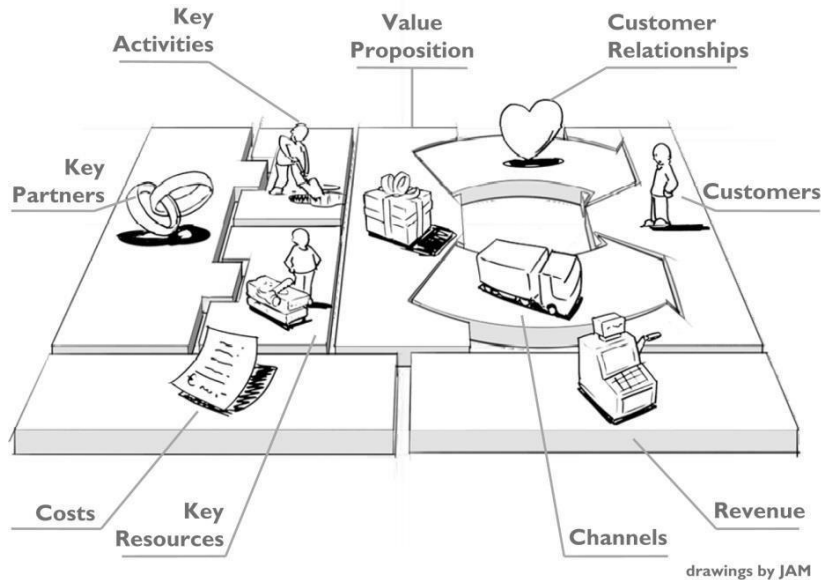 Key
Activities
Value
Proposition
Customer
Relationships
Key
Partners
Customers
Costs
Key
Resources
Channels
Revenue
drawings by JAM